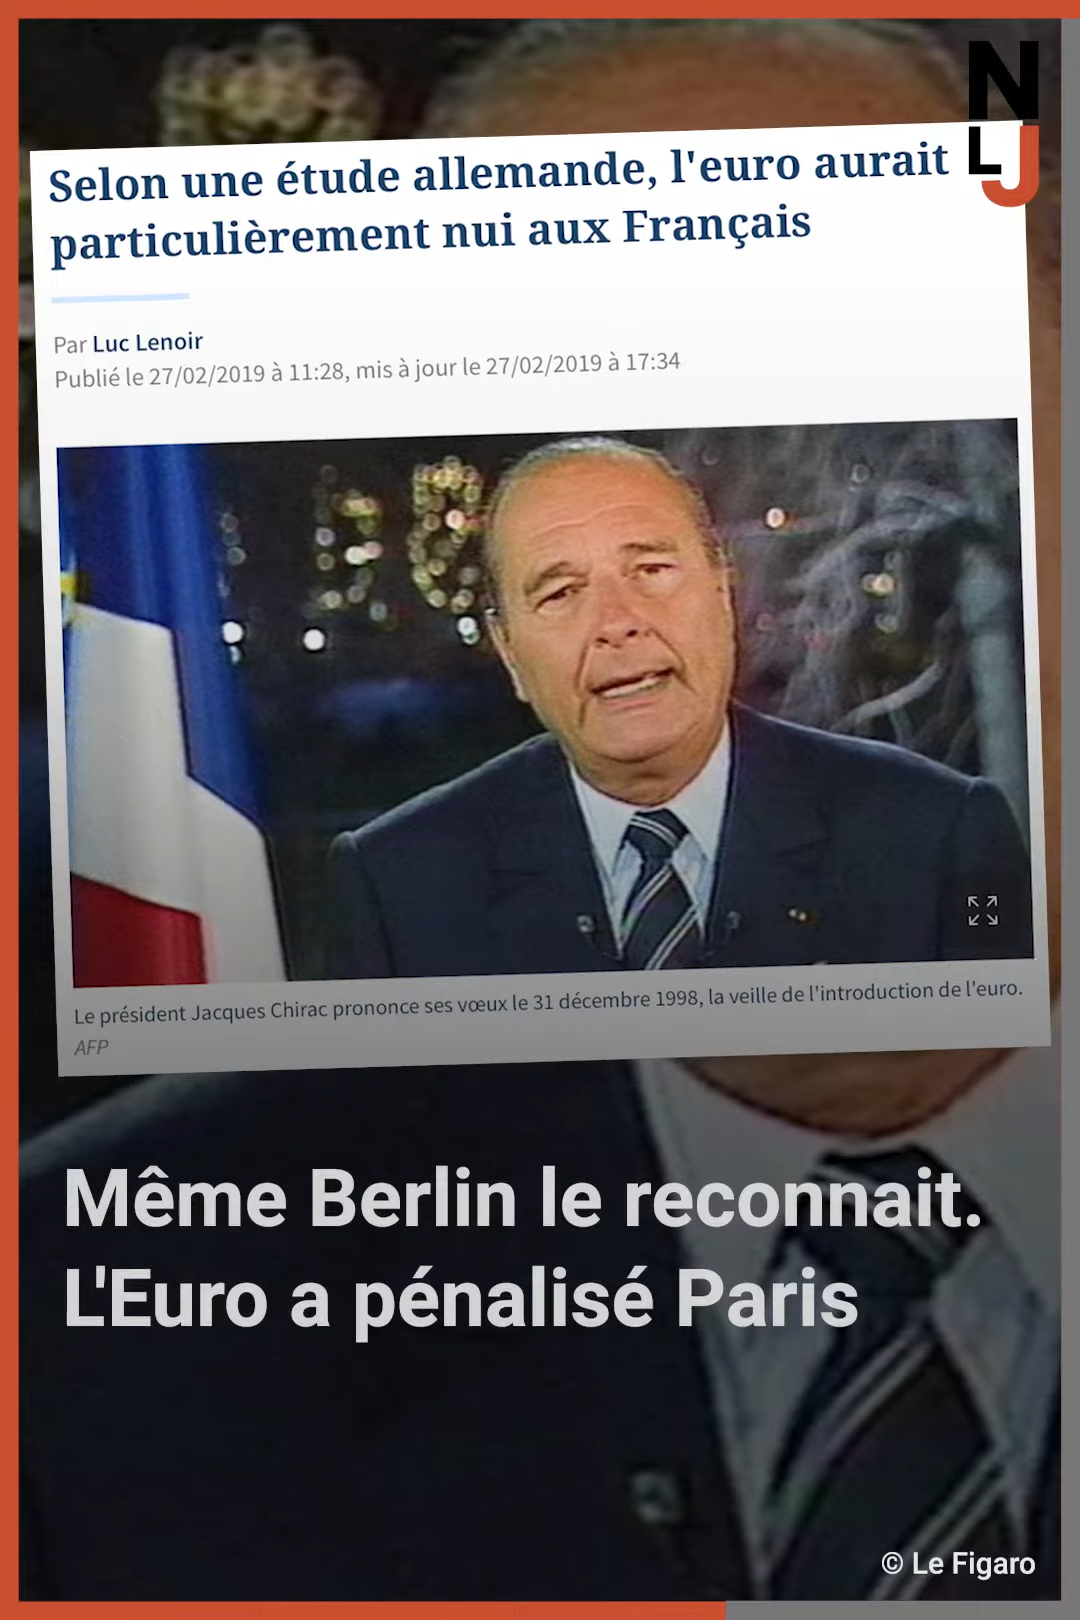 N
LJ
Selon une étude allemande, l'euro aurait
particulièrement nui aux Français
Par Luc Lenoir
Publié le 27/02/2019 à 11:28, mis à jour le 27/02/2019 à 17:34
Le président Jacques Chirac prononce ses vœux le 31 décembre 1998, la veille de l'introduction de l'euro.
AFP
Même Berlin le reconnait.
L'Euro a pénalisé Paris
© Le Figaro